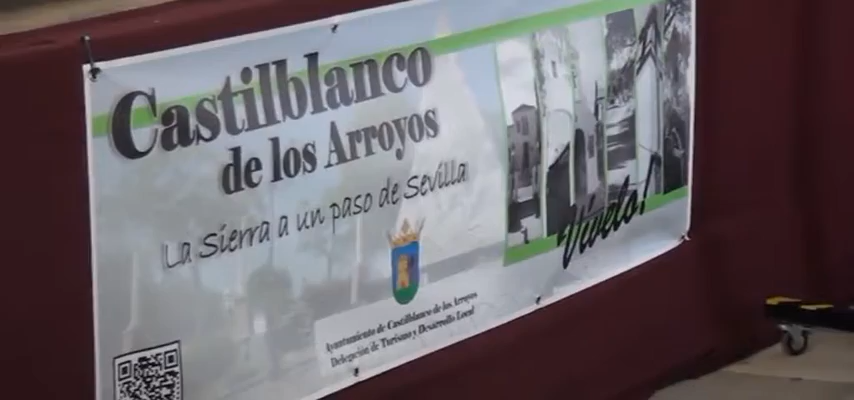 Castilblanco
de los Arroyos
La Sierra a un paso de Sevilla
Ayuntamiento de Castilblanco de los Arroyos
Delegación de Turismo y Desarrollo Local
Vívelo!